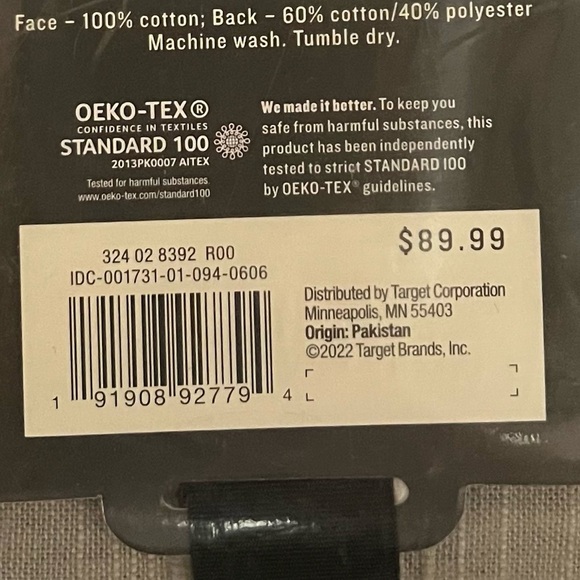 Face – 100% cotton; Back – 60% cotton/40% polyester
Machine wash. Tumble dry.
OEKO-TEX®
CONFIDENCE IN TEXTILES
STANDARD 100
2013PK0007 AITEX
Tested for harmful substances
www.oeko-tex.com/standard100
We made it better. To keep you
safe from harmful substances, this
product has been independently
tested to strict STANDARD 100
by OEKO-TEX® guidelines.
324 02 8392 R00
IDC-001731-01-094-0606
1 91908 92779 4
$89.99
Distributed by Target Corporation
Minneapolis, MN 55403
Origin: Pakistan
©2022 Target Brands, Inc.